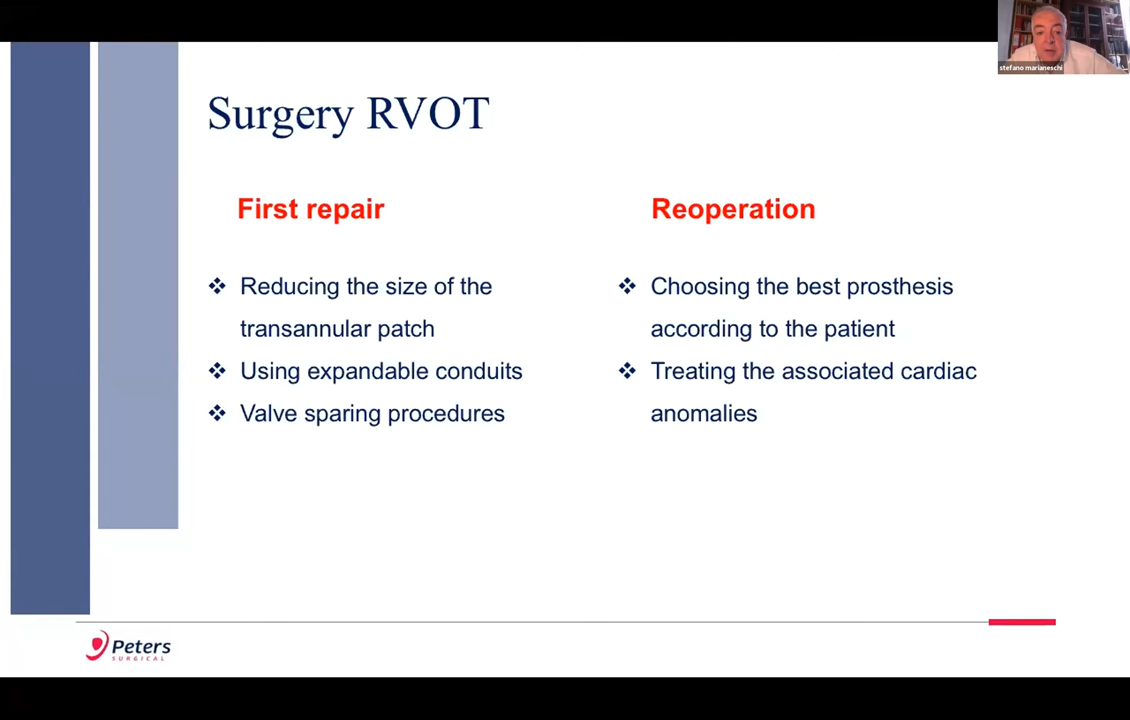 stefano marianeschi
Surgery RVOT
First repair
Reducing the size of the
transannular patch
Using expandable conduits
Valve sparing procedures
Reoperation
Choosing the best prosthesis
according to the patient
Treating the associated cardiac
anomalies
Peters
SURGICAL